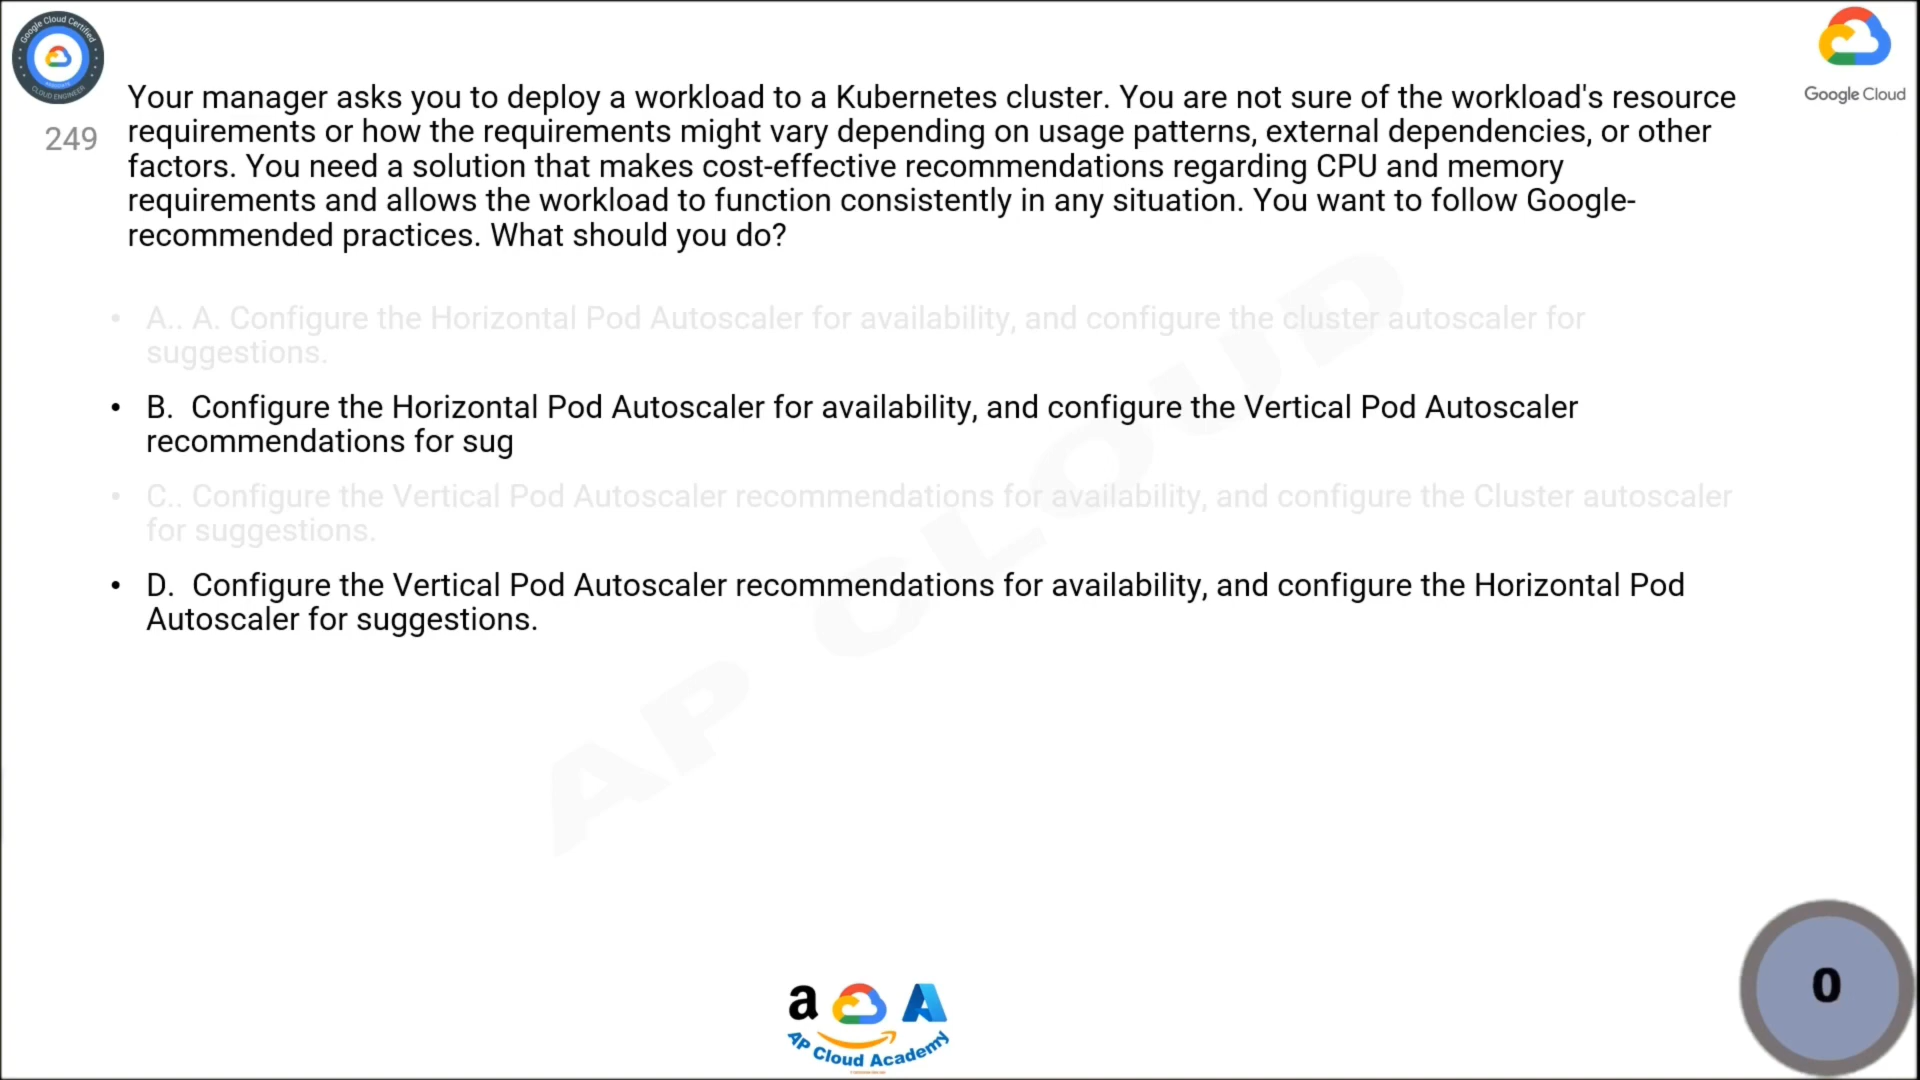 Google Cloud Certified
ASSOCIATE
CLOUD ENGINEER
Google Cloud
249
Your manager asks you to deploy a workload to a Kubernetes cluster. You are not sure of the workload's resource
requirements or how the requirements might vary depending on usage patterns, external dependencies, or other
factors. You need a solution that makes cost-effective recommendations regarding CPU and memory
requirements and allows the workload to function consistently in any situation. You want to follow Google-
recommended practices. What should you do?
• A.. A. Configure the Horizontal Pod Autoscaler for availability, and configure the cluster autoscaler for
suggestions.
• B. Configure the Horizontal Pod Autoscaler for availability, and configure the Vertical Pod Autoscaler
recommendations for sug
• C.. Configure the Vertical Pod Autoscaler recommendations for availability, and configure the Cluster autoscaler
for suggestions.
• D. Configure the Vertical Pod Autoscaler recommendations for availability, and configure the Horizontal Pod
Autoscaler for suggestions.
AP CLOUD
a
AP Cloud Academy
0